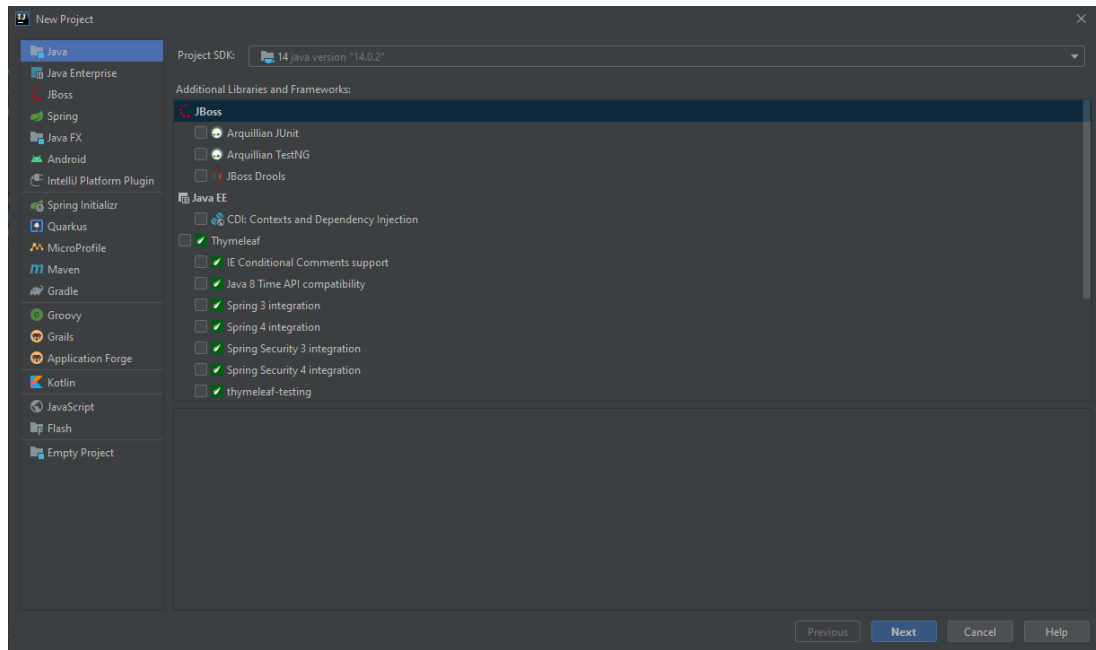 New Project
Java
Java Enterprise
JBoss
Spring
Java FX
Android
IntelliJ Platform Plugin
Spring Initializr
Quarkus
MicroProfile
Maven
Gradle
Groovy
Grails
Application Forge
Kotlin
JavaScript
Flash
Empty Project
Project SDK: 14 java version "14.0.2"
Additional Libraries and Frameworks:
JBoss
Arquillian JUnit
Arquillian TestNG
JBoss Drools
Java EE
CDI: Contexts and Dependency Injection
Thymeleaf
IE Conditional Comments support
Java 8 Time API compatibility
Spring 3 integration
Spring 4 integration
Spring Security 3 integration
Spring Security 4 integration
thymeleaf-testing
Previous Next Cancel Help